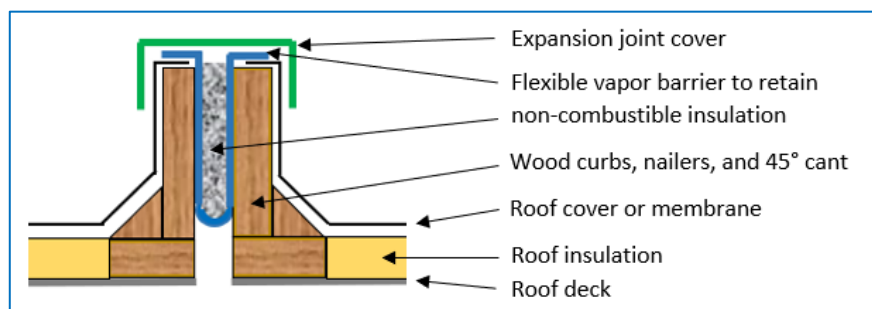 Expansion joint cover
Flexible vapor barrier to retain
non-combustible insulation
Wood curbs, nailers, and 45° cant
Roof cover or membrane
Roof insulation
Roof deck